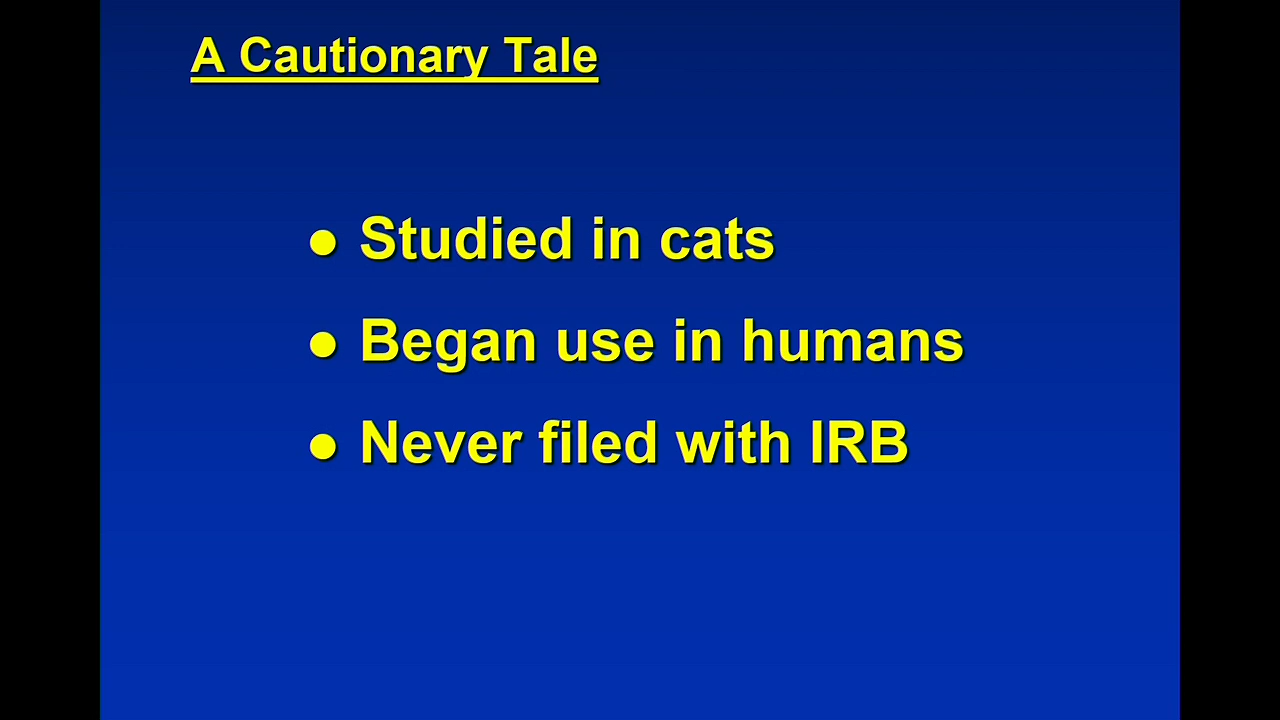 A Cautionary Tale
● Studied in cats
● Began use in humans
● Never filed with IRB